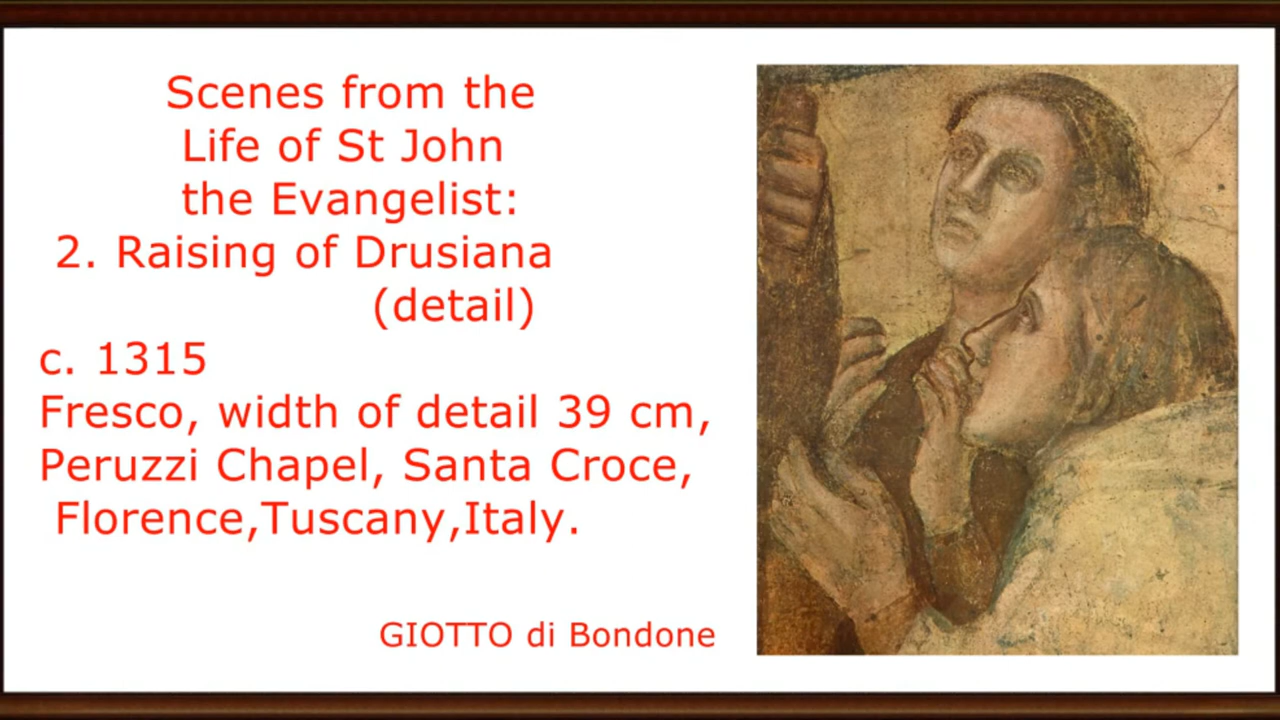 Scenes from the
Life of St John
the Evangelist:
2. Raising of Drusiana
(detail)
c. 1315
Fresco, width of detail 39 cm,
Peruzzi Chapel, Santa Croce,
Florence,Tuscany,Italy.
GIOTTO di Bondone